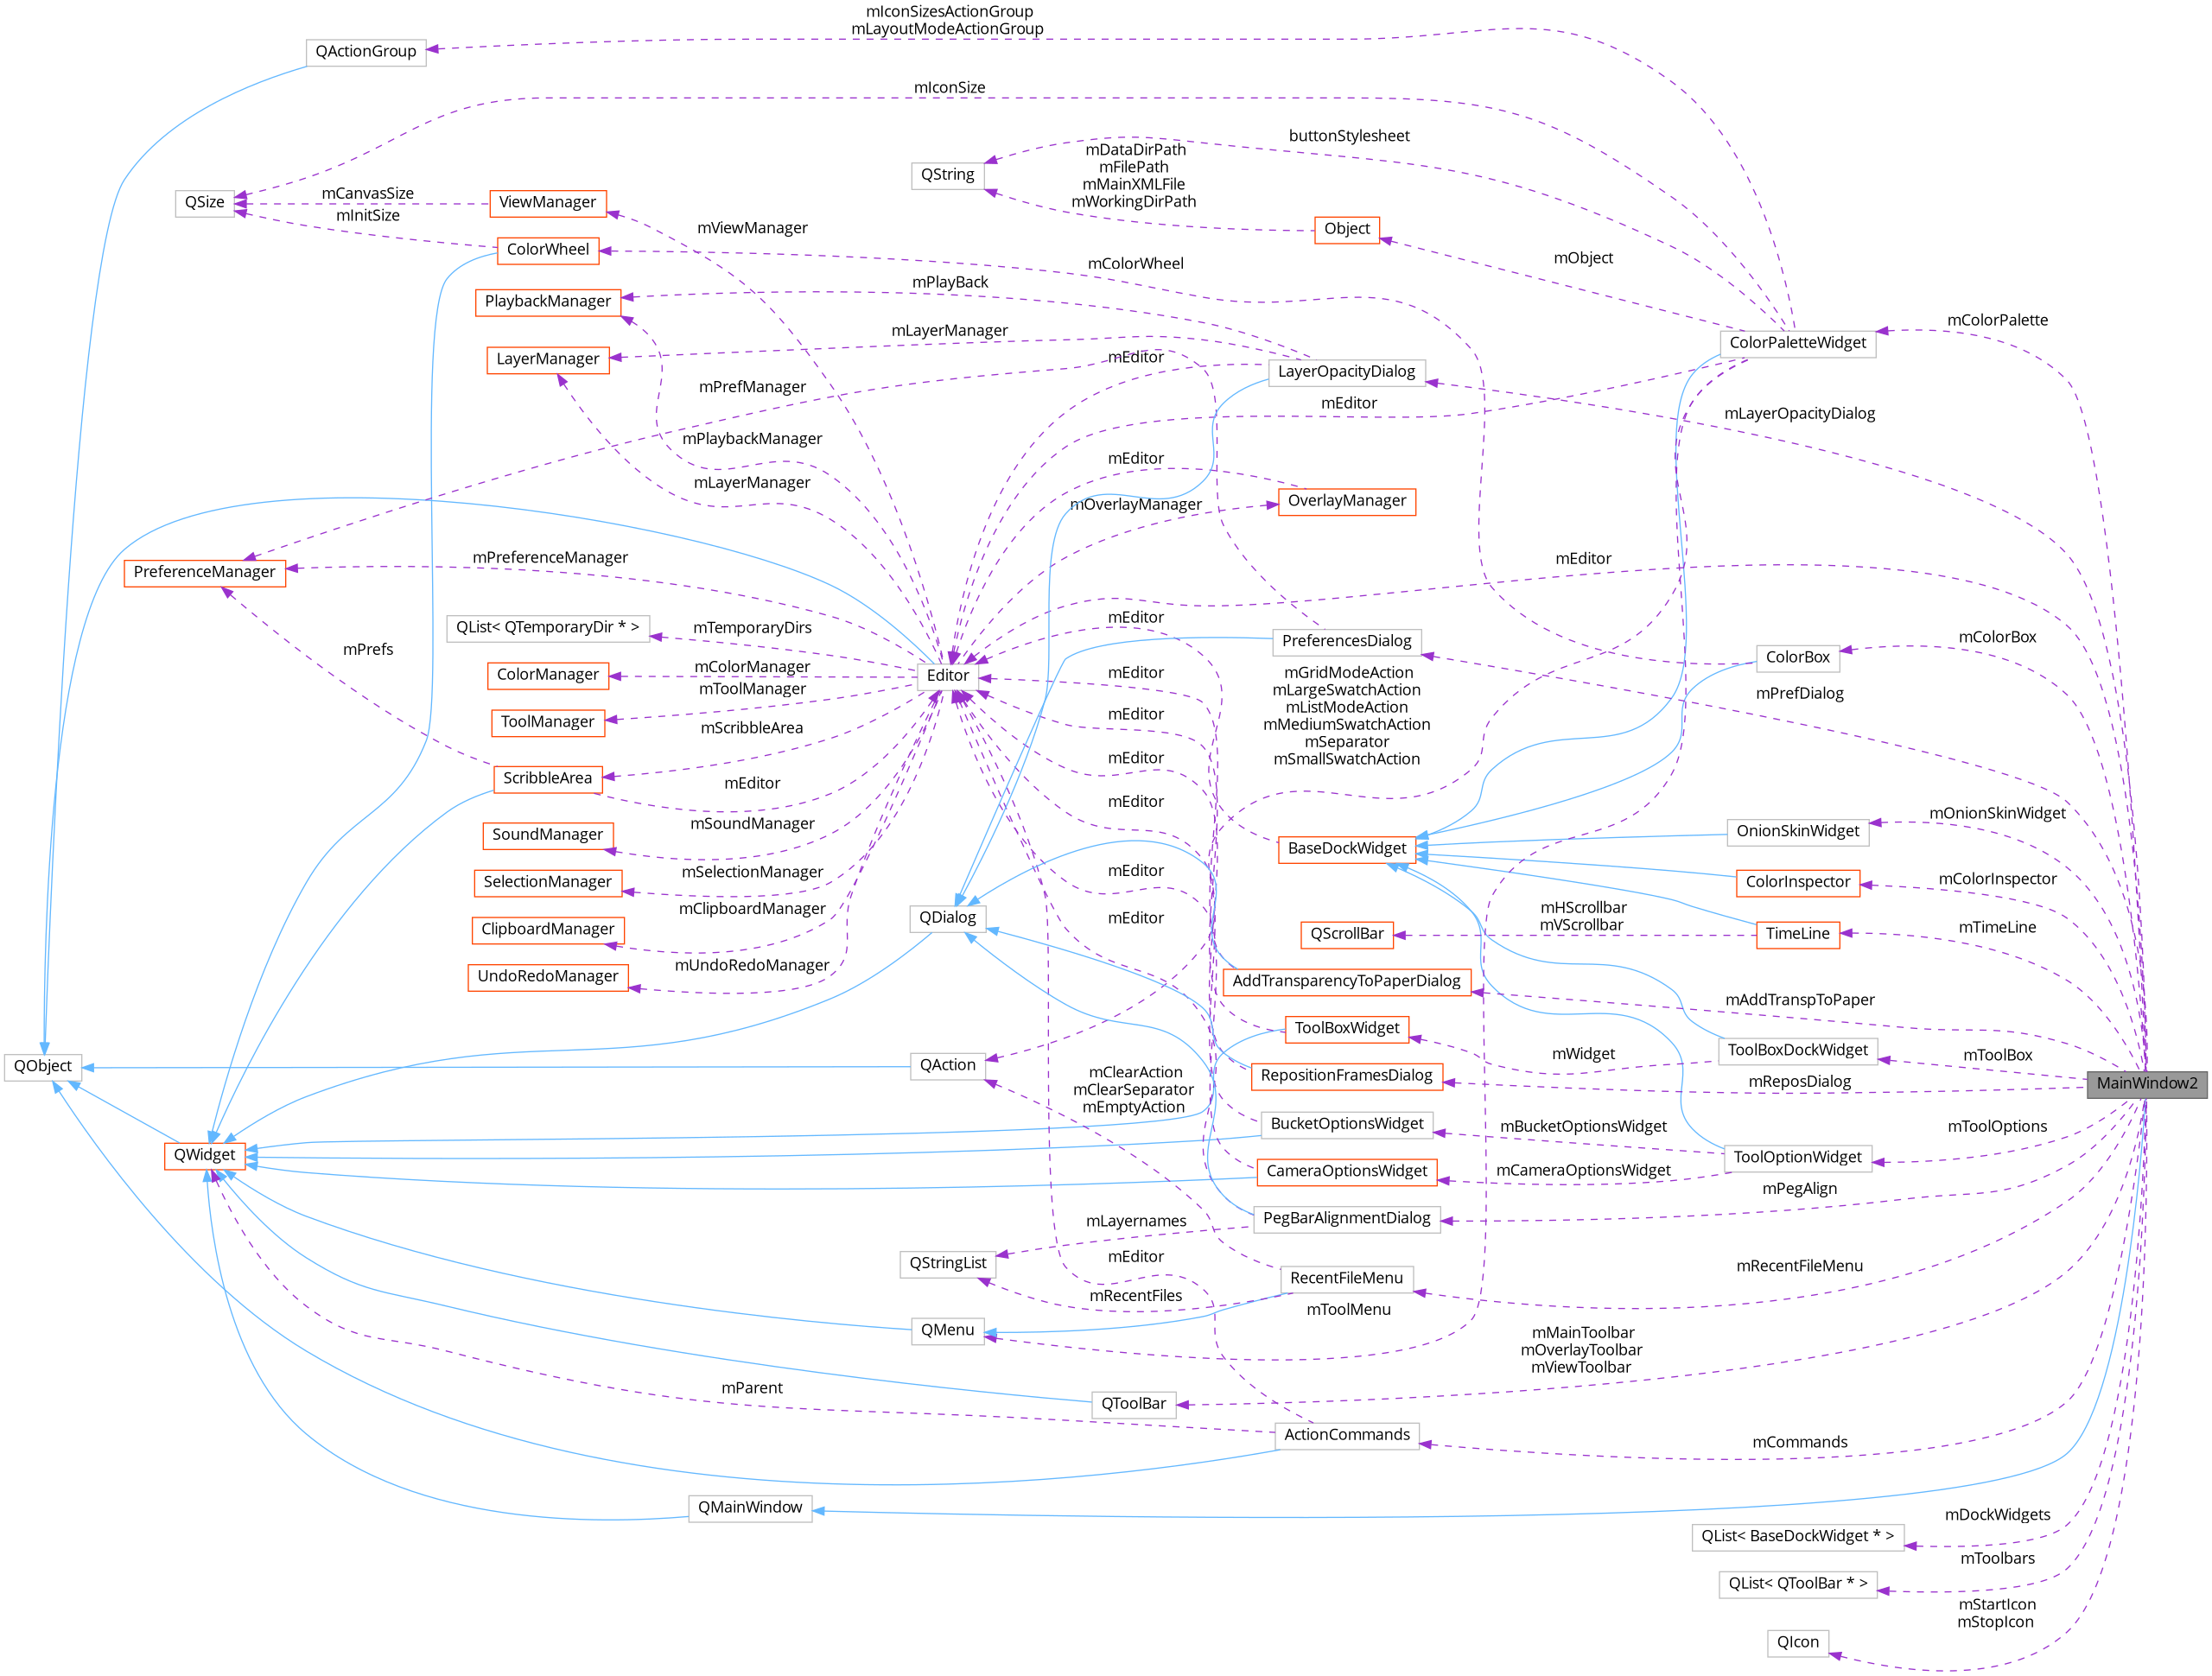 mIconSizesActionGroup
mLayoutModeActionGroup
QActionGroup
mIconSize
buttonStylesheet
mDataDirPath
mFilePath
mMainXMLFile
mWorkingDirPath
QString
QSize
mCanvasSize
mInitSize
ViewManager
mViewManager
Object
ColorWheel
mColorWheel
mObject
PlaybackManager
mPlayBack
mColorPalette
LayerManager
mLayerManager
mEditor
ColorPaletteWidget
LayerOpacityDialog
mPrefManager
mEditor
mLayerOpacityDialog
mPlaybackManager
mEditor
mLayerManager
mOverlayManager
OverlayManager
PreferenceManager
mPreferenceManager
mEditor
QList< QTemporaryDir * >
mTemporaryDirs
mEditor
PreferencesDialog
mPrefs
mColorBox
ColorBox
ColorManager
mColorManager
Editor
mEditor
mGridModeAction
mLargeSwatchAction
mListModeAction
mMediumSwatchAction
mSeparator
mSmallSwatchAction
mPrefDialog
ToolManager
mToolManager
mEditor
mScribbleArea
ScribbleArea
mEditor
mEditor
SoundManager
mSoundManager
mEditor
BaseDockWidget
OnionSkinWidget
mOnionSkinWidget
SelectionManager
mSelectionManager
mEditor
ColorInspector
mColorInspector
ClipboardManager
mClipboardManager
QDialog
mEditor
QScrollBar
mHScrollbar
mVScrollbar
TimeLine
mTimeLine
UndoRedoManager
mUndoRedoManager
AddTransparencyToPaperDialog
mAddTranspToPaper
ToolBoxWidget
mWidget
ToolBoxDockWidget
mToolBox
QObject
QAction
mClearAction
mClearSeparator
mEmptyAction
RepositionFramesDialog
mReposDialog
MainWindow2
BucketOptionsWidget
mBucketOptionsWidget
mToolOptions
QWidget
CameraOptionsWidget
mCameraOptionsWidget
ToolOptionWidget
mPegAlign
mLayernames
PegBarAlignmentDialog
QStringList
mEditor
RecentFileMenu
mRecentFileMenu
mRecentFiles
mToolMenu
QMenu
mMainToolbar
mOverlayToolbar
mViewToolbar
mParent
QToolBar
ActionCommands
mCommands
QMainWindow
mDockWidgets
QList< BaseDockWidget * >
mToolbars
QList< QToolBar * >
mStartIcon
mStopIcon
QIcon